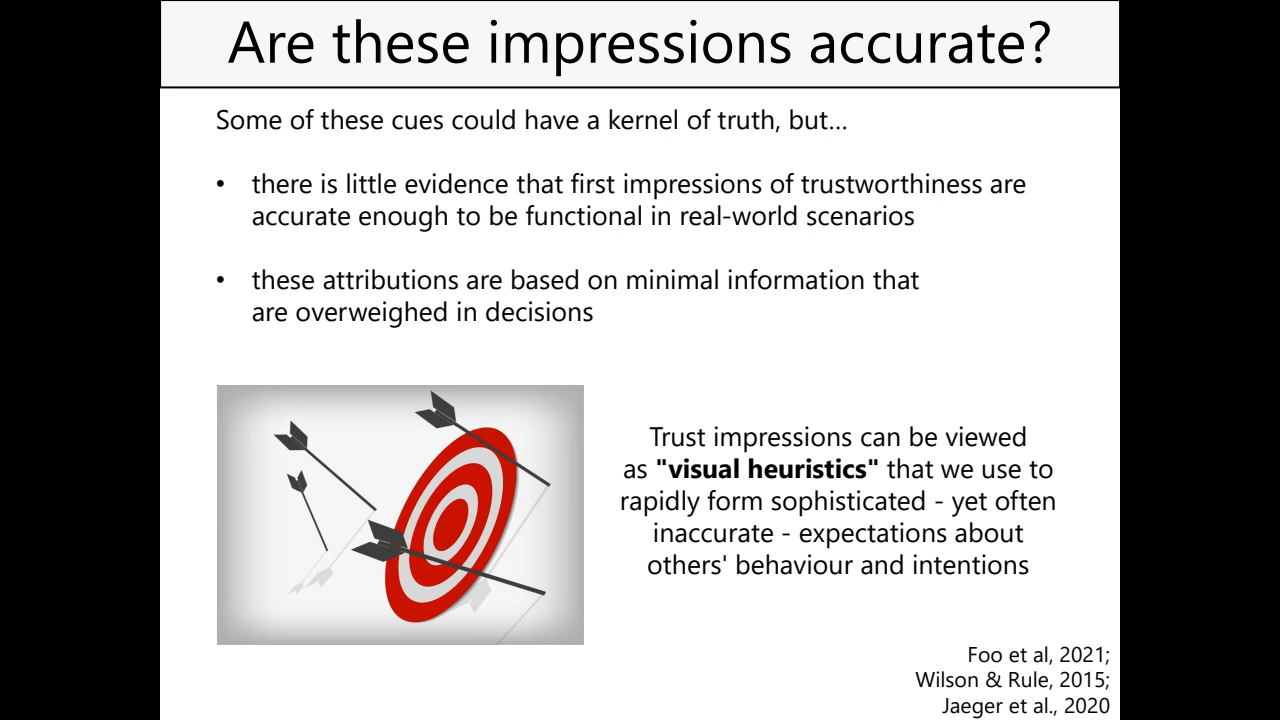 Are these impressions accurate?
Some of these cues could have a kernel of truth, but...
• there is little evidence that first impressions of trustworthiness are
accurate enough to be functional in real-world scenarios
• these attributions are based on minimal information that
are overweighed in decisions
Trust impressions can be viewed
as "visual heuristics" that we use to
rapidly form sophisticated - yet often
inaccurate - expectations about
others' behaviour and intentions
Foo et al, 2021;
Wilson & Rule, 2015;
Jaeger et al., 2020